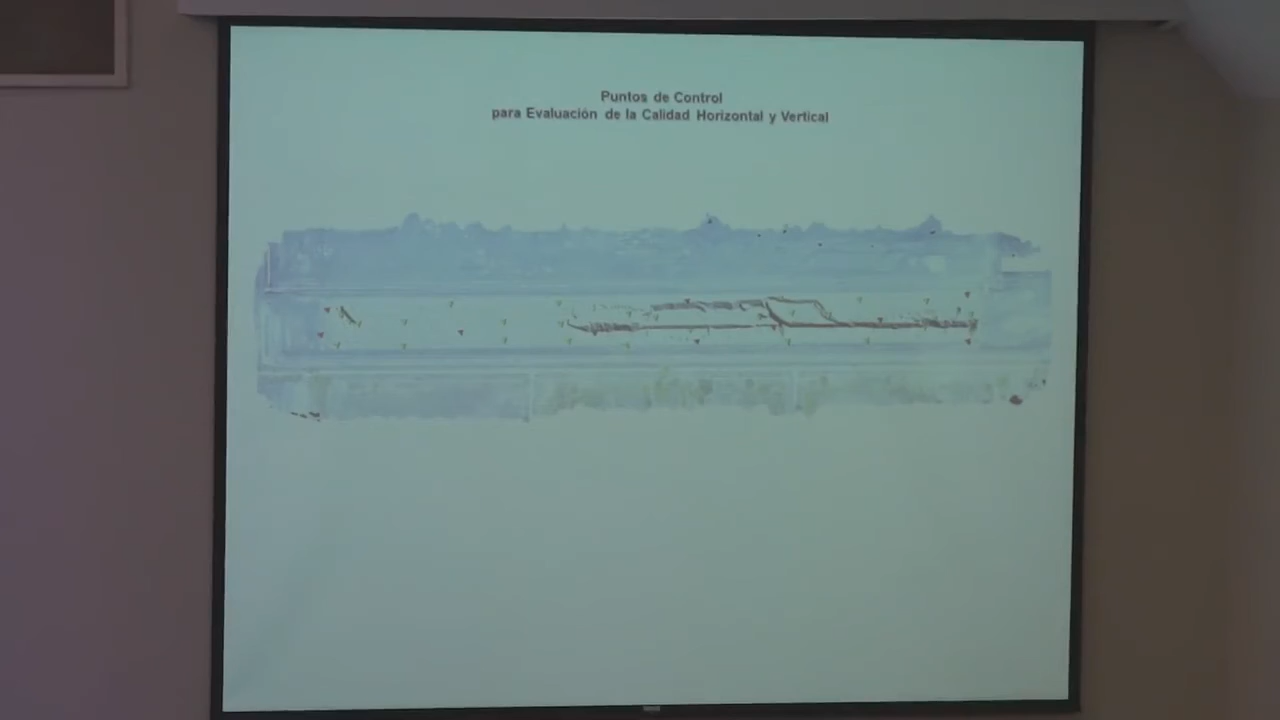 Puntos de Control
para Evaluación de la Calidad Horizontal y Vertical